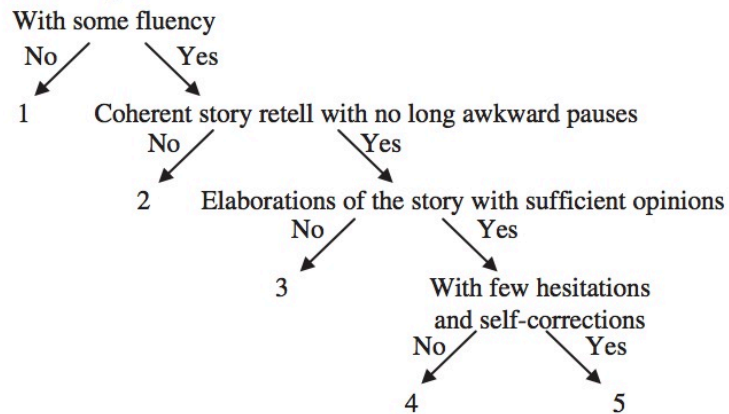 With some fluency
No Yes
1 Coherent story retell with no long awkward pauses
No Yes
2 Elaborations of the story with sufficient opinions
No Yes
3 With few hesitations
and self-corrections
No Yes
4 5